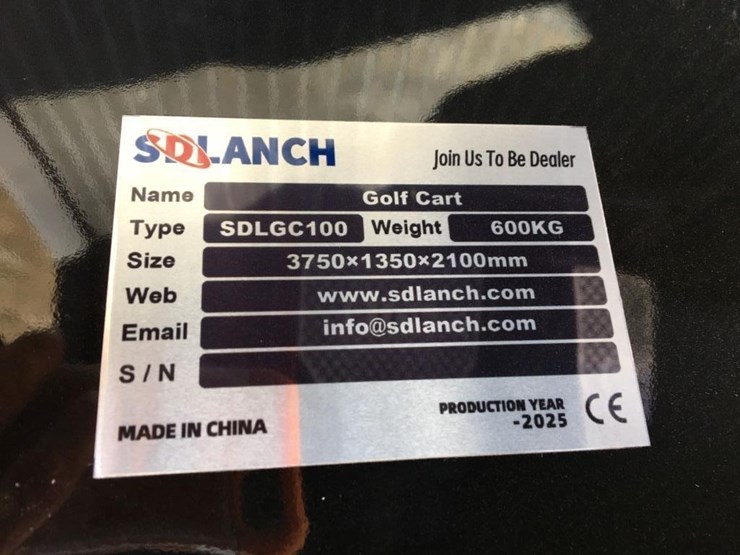 SDLANCH
Join Us To Be Dealer
Name Golf Cart
Type SDLGC100 Weight 600KG
Size 3750×1350×2100mm
Web www.sdlanch.com
Email info@sdlanch.com
S/N
MADE IN CHINA
PRODUCTION YEAR
-2025
CE